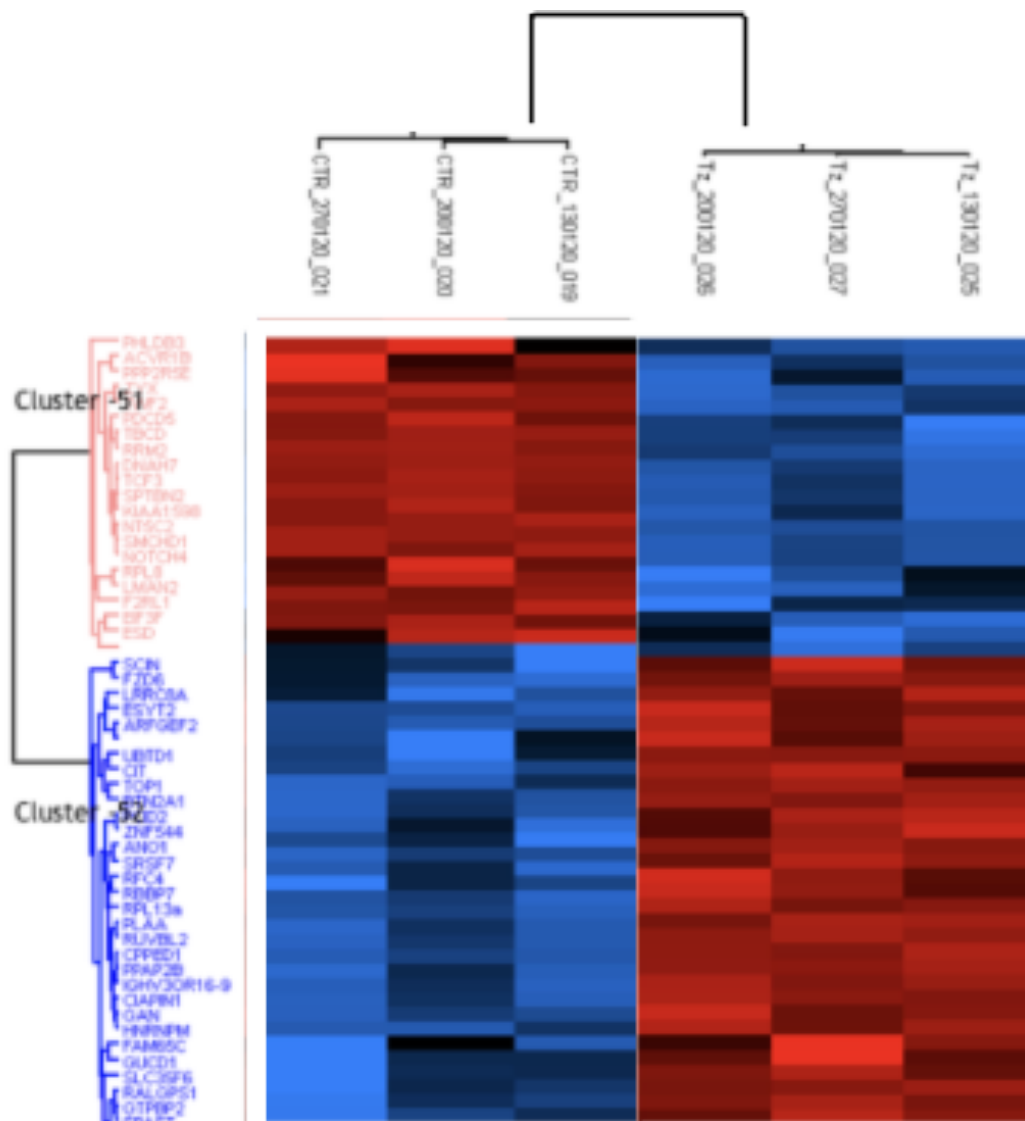 CTR_270120_021
CTR_200120_020
CTR_130120_019
Tz_200120_026
Tz_270120_027
Tz_130120_025
PHLDB3
ACVR1B
PPP2R5E
Cluster -51
PDCD5
TBCD
RRM2
DNAH7
TCF3
SPTBN2
KIAA1598
NT5C2
SMCHD1
NOTCH4
RPL8
LMAN2
F2RL1
EIF3F
ESD
SCIN
FZD6
LRRC8A
ESYT2
ARFGEF2
UBTD1
CIT
TOP1
Cluster -52
ZNF544
ANO1
SRSF7
RFC4
RBBP7
RPL13a
PLAA
RUVBL2
CPPED1
PPAP2B
IGHV3OR16-9
CIAPIN1
GAN
HNRNPM
FAM65C
GUCD1
SLC35F6
RALGPS1
GTPBP2